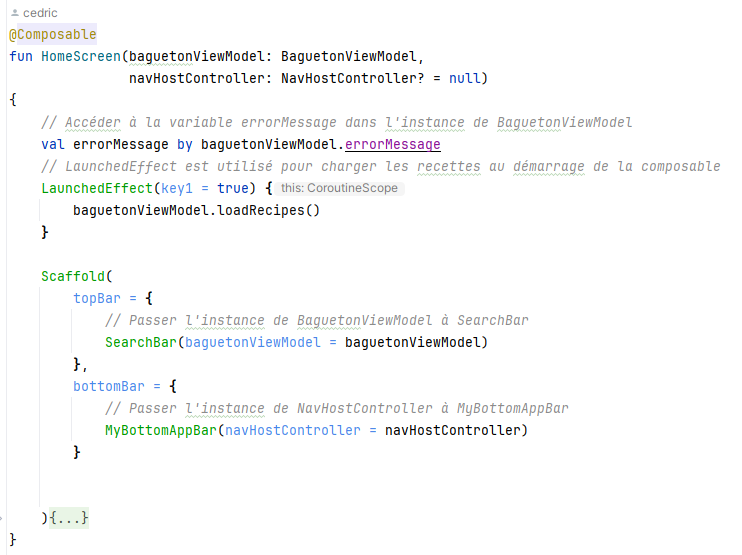 cedric
@Composable
fun HomeScreen(baguetonViewModel: BaguetonViewModel,
               navHostController: NavHostController? = null)
{
    // Accéder à la variable errorMessage dans l'instance de BaguetonViewModel
    val errorMessage by baguetonViewModel.errorMessage
    // LaunchedEffect est utilisé pour charger les recettes au démarrage de la composable
    LaunchedEffect(key1 = true) { this: CoroutineScope
        baguetonViewModel.loadRecipes()
    }
    Scaffold(
        topBar = {
            // Passer l'instance de BaguetonViewModel à SearchBar
            SearchBar(baguetonViewModel = baguetonViewModel)
        },
        bottomBar = {
            // Passer l'instance de NavHostController à MyBottomAppBar
            MyBottomAppBar(navHostController = navHostController)
        }
    ){...}
}